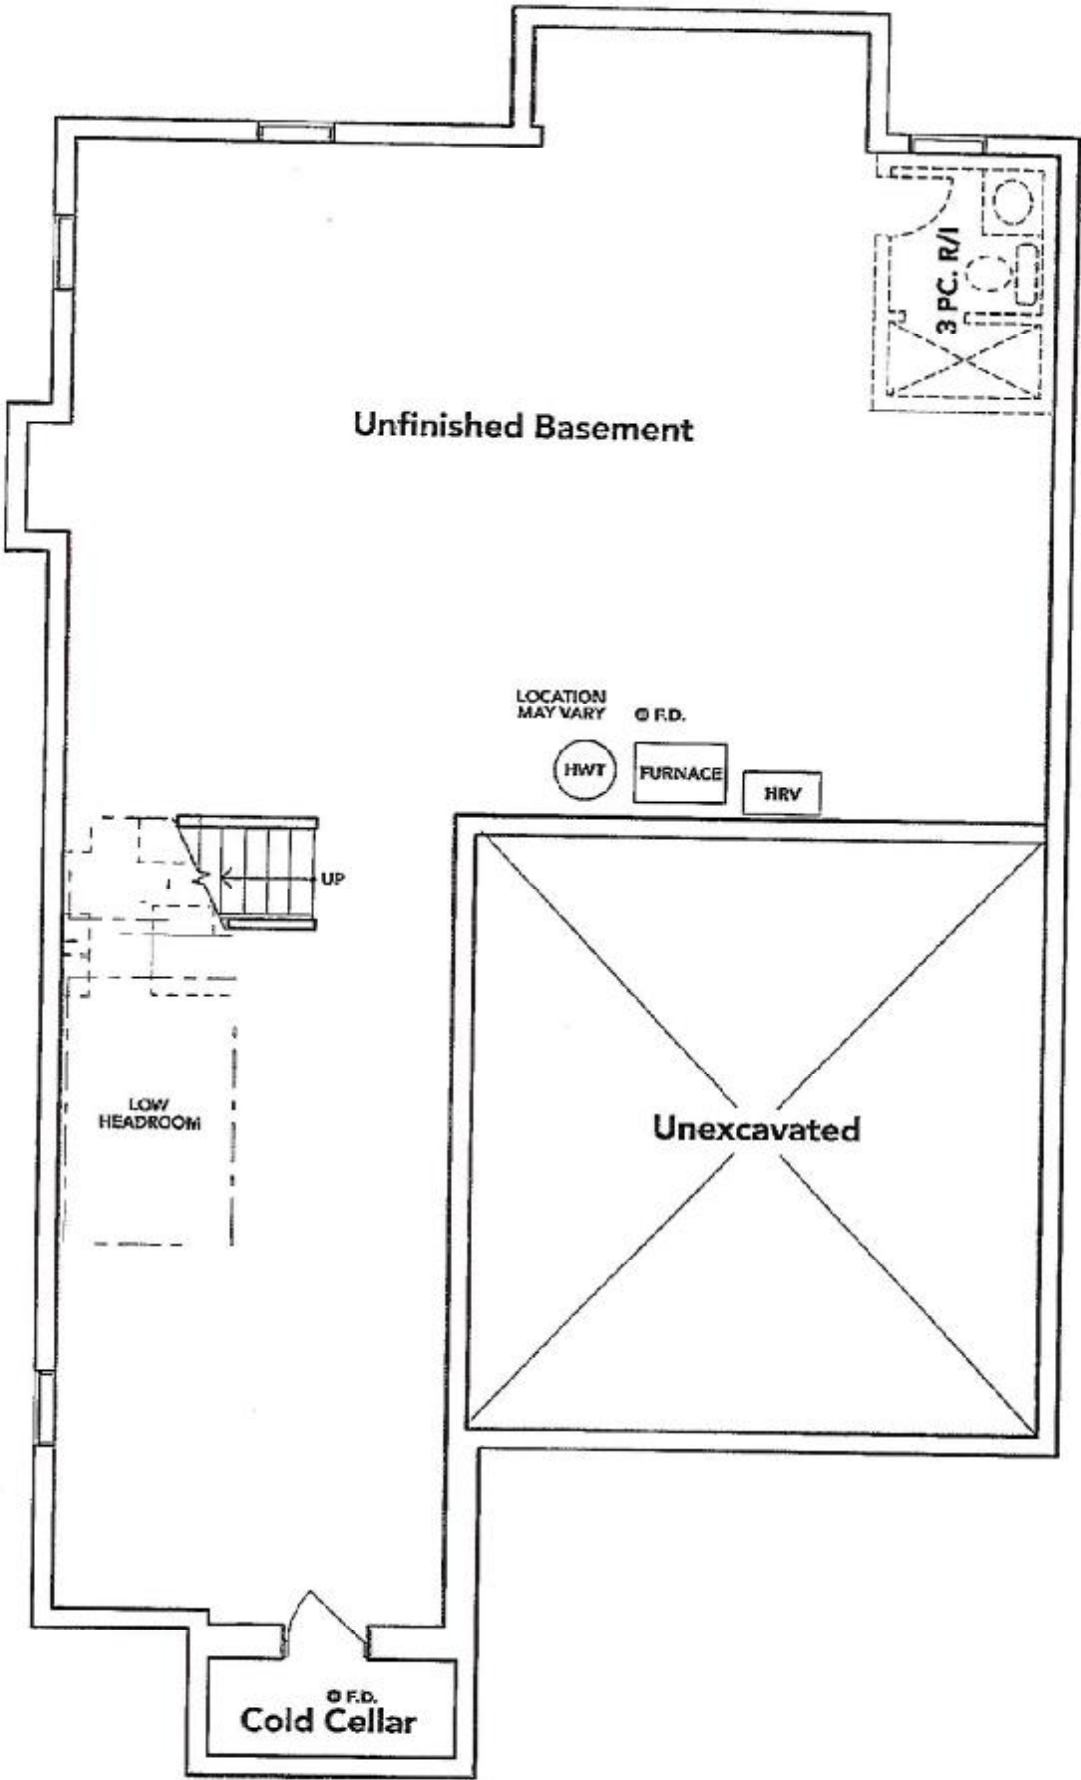 3 PC. R/I
Unfinished Basement
LOCATION
MAY VARY
F.D.
HWT
FURNACE
HRV
UP
LOW
HEADROOM
Unexcavated
F.D.
Cold Cellar